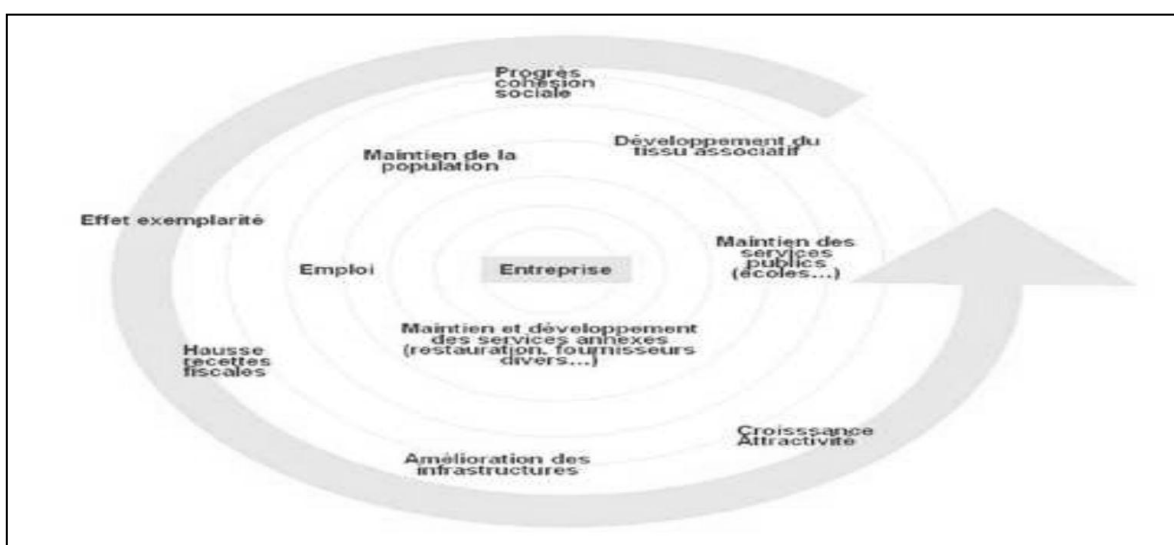 Progrès
cohésion
sociale
Développement du
tissu associatif
Maintien de la
population
Effet exemplarité
Maintien des
services
publics
(écoles...)
Emploi
Entreprise
Maintien et développement
des services annexes
(restauration, fournisseurs
divers...)
Hausse
recettes
fiscales
Croisssance
Attractivité
Amélioration des
infrastructures